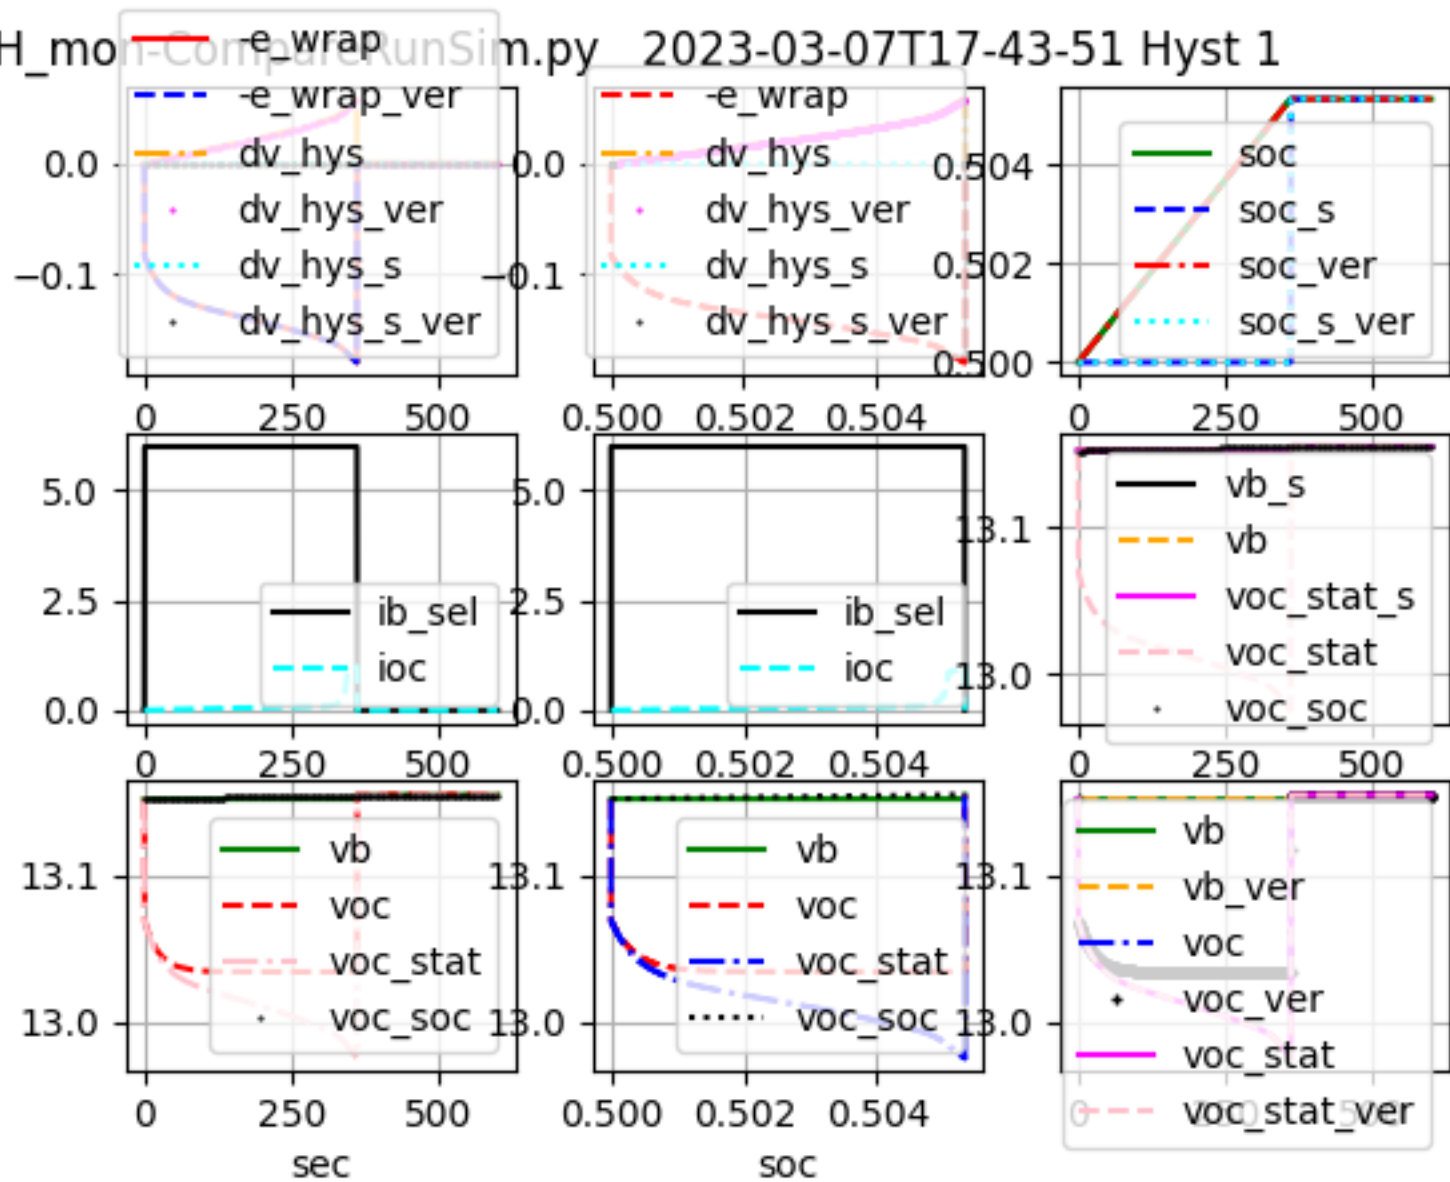 H_mon-CompareRunSim.py   2023-03-07T17-43-51 Hyst 1
-e_wrap
-e_wrap_ver
dv_hys
dv_hys_ver
dv_hys_s
dv_hys_s_ver
0.0
−0.1
0 250 500
-e_wrap
dv_hys
dv_hys_ver
dv_hys_s
dv_hys_s_ver
0.0
−0.1
0.500 0.502 0.504
soc
soc_s
soc_ver
soc_s_ver
0.504
0.502
0.500
0 250 500
ib_sel
ioc
5.0
2.5
0.0
0 250 500
ib_sel
ioc
5.0
2.5
0.0
0.500 0.502 0.504
vb_s
vb
voc_stat_s
voc_stat
voc_soc
13.1
13.0
0 250 500
vb
voc
voc_stat
voc_soc
13.1
13.0
0 250 500
sec
vb
voc
voc_stat
voc_soc
13.1
13.0
0.500 0.502 0.504
soc
vb
vb_ver
voc
voc_ver
voc_stat
voc_stat_ver
13.1
13.0
0 250 500